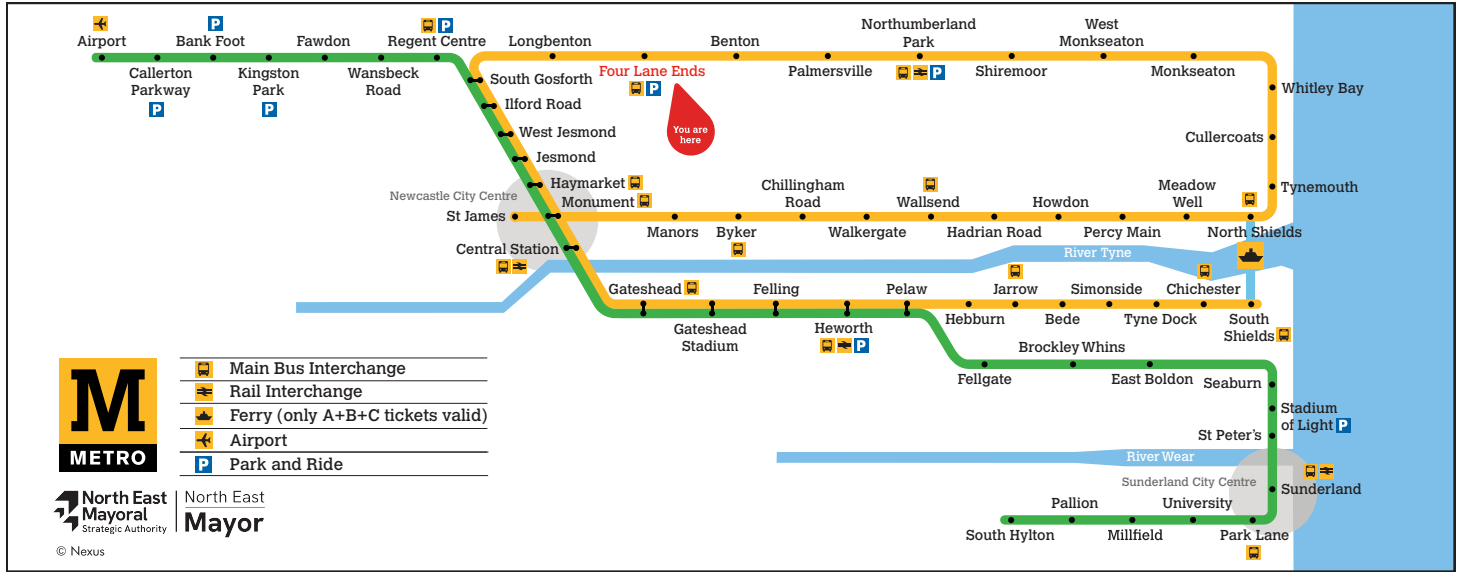 Airport
Callerton
Parkway
P
Bank Foot
P
Kingston
Park
P
Fawdon
Wansbeck
Road
Regent Centre
P
South Gosforth
Ilford Road
West Jesmond
Jesmond
Haymarket
Monument
Newcastle City Centre
St James
Central Station
Longbenton
Four Lane Ends
P
You are
here
Benton
Palmersville
Northumberland
Park
P
Shiremoor
West
Monkseaton
Monkseaton
Whitley Bay
Cullercoats
Tynemouth
Manors
Byker
Chillingham
Road
Walkergate
Wallsend
Hadrian Road
Howdon
Percy Main
Meadow
Well
North Shields
River Tyne
Gateshead
Gateshead
Stadium
Felling
Heworth
P
Pelaw
Hebburn
Jarrow
Bede
Simonside
Tyne Dock
Chichester
South
Shields
Fellgate
Brockley Whins
East Boldon
Seaburn
Stadium
of Light P
St Peter's
River Wear
Sunderland City Centre
Sunderland
Park Lane
University
Millfield
Pallion
South Hylton
M
METRO
Main Bus Interchange
Rail Interchange
Ferry (only A+B+C tickets valid)
Airport
P Park and Ride
North East
Mayoral
Strategic Authority
North East
Mayor
© Nexus